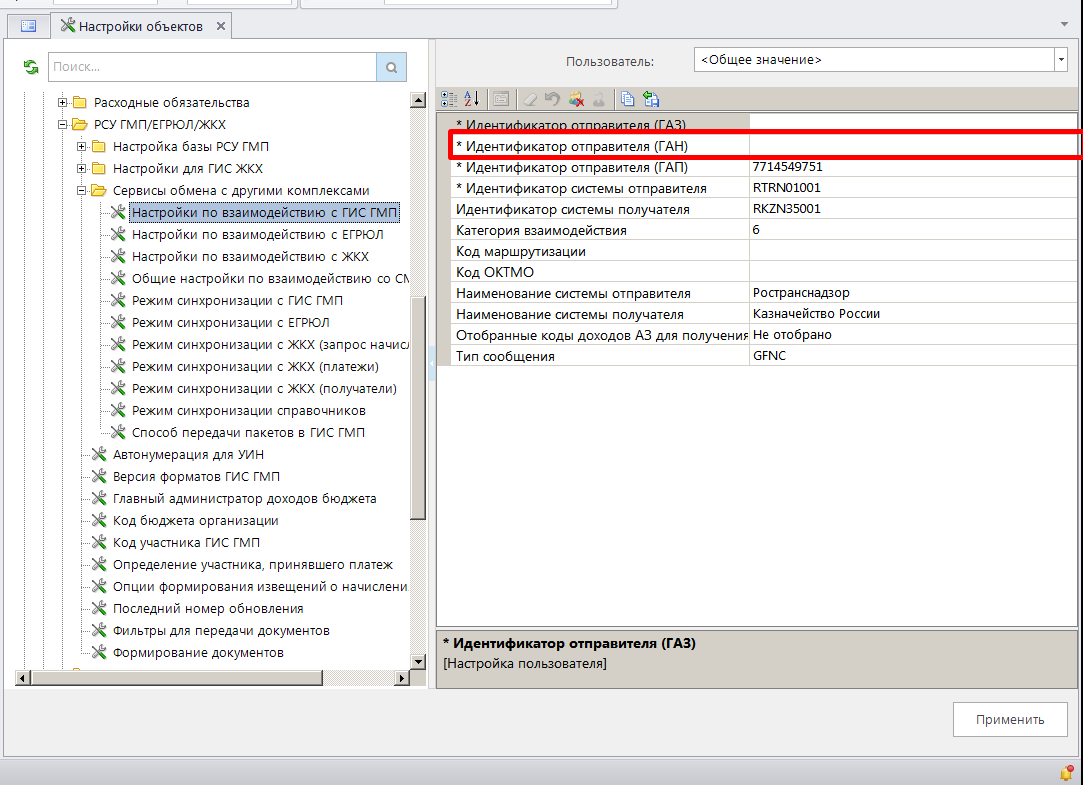 Настройки объектов
Пользователь:
<Общее значение>
Поиск...
Расходные обязательства
РСУ ГМП/ЕГРЮЛ/ЖКХ
Настройка базы РСУ ГМП
Настройки для ГИС ЖКХ
Сервисы обмена с другими комплексами
Настройки по взаимодействию с ГИС ГМП
Настройки по взаимодействию с ЕГРЮЛ
Настройки по взаимодействию с ЖКХ
Общие настройки по взаимодействию со СМ
Режим синхронизации с ГИС ГМП
Режим синхронизации с ЕГРЮЛ
Режим синхронизации с ЖКХ (запрос начисл
Режим синхронизации с ЖКХ (платежи)
Режим синхронизации с ЖКХ (получатели)
Режим синхронизации справочников
Способ передачи пакетов в ГИС ГМП
Автонумерация для УИН
Версия форматов ГИС ГМП
Главный администратор доходов бюджета
Код бюджета организации
Код участника ГИС ГМП
Определение участника, принявшего платеж
Опции формирования извещений о начислени
Последний номер обновления
Фильтры для передачи документов
Формирование документов
* Идентификатор отправителя (ГАЗ)
* Идентификатор отправителя (ГАН)
* Идентификатор отправителя (ГАП) 7714549751
* Идентификатор системы отправителя RTRN01001
Идентификатор системы получателя RKZN35001
Категория взаимодействия 6
Код маршрутизации
Код ОКТМО
Наименование системы отправителя Ространснадзор
Наименование системы получателя Казначейство России
Отобранные коды доходов АЗ для получения Не отобрано
Тип сообщения GFNC
* Идентификатор отправителя (ГАЗ)
[Настройка пользователя]
Применить